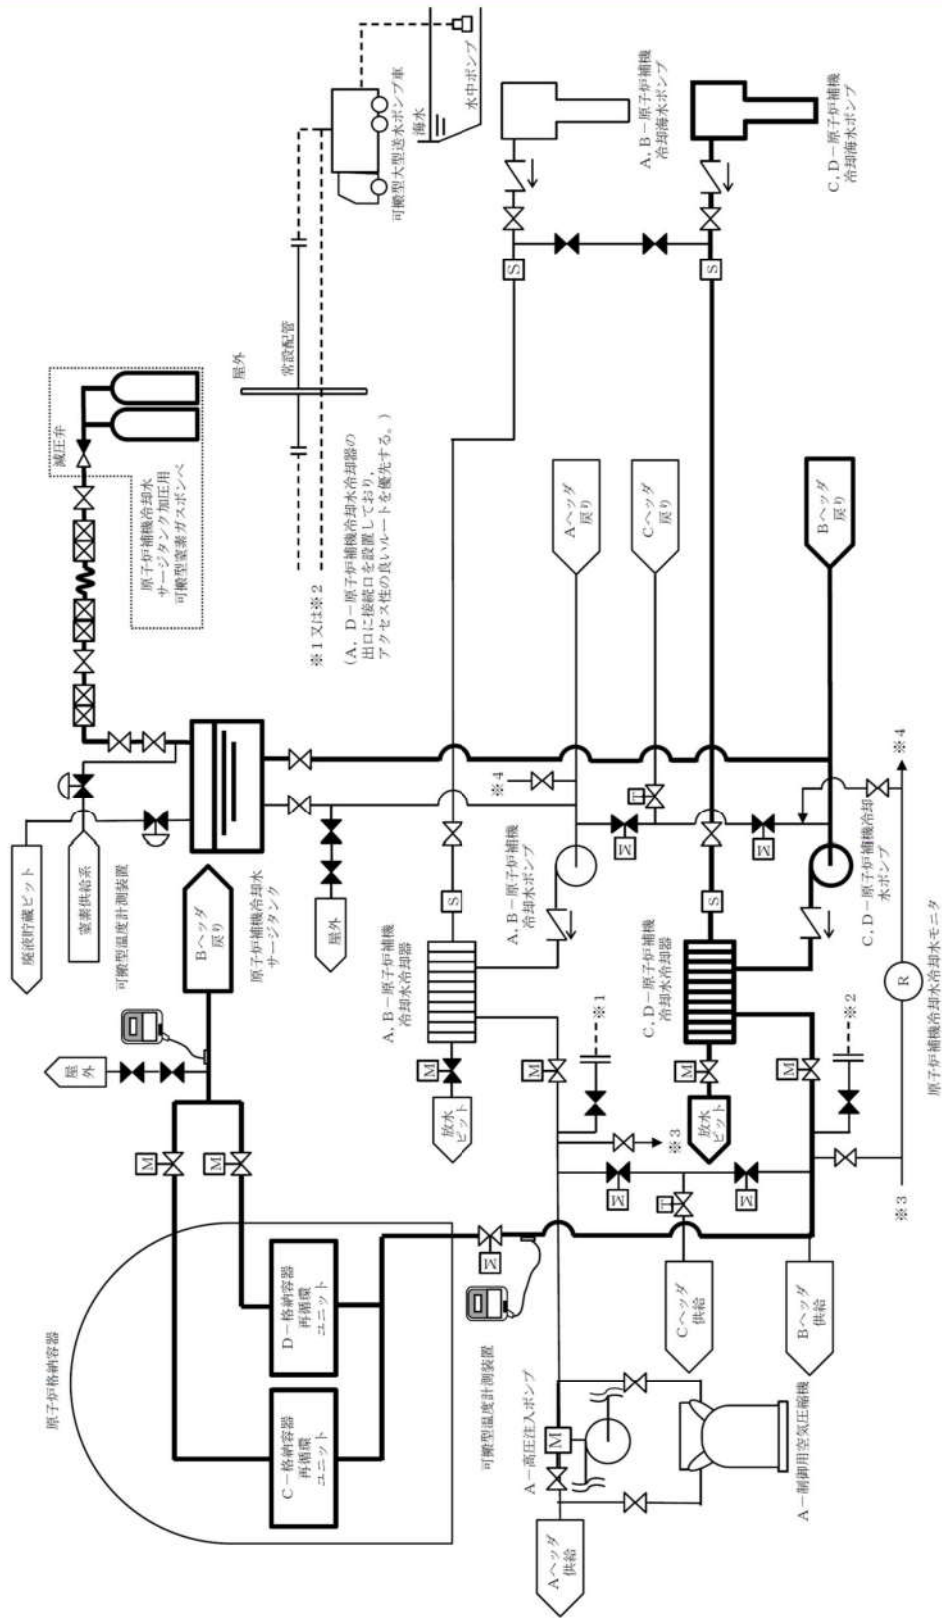 原子炉格納容器
C－格納容器
再循環
ユニット
D－格納容器
再循環
ユニット
M
M
M
屋外
可搬型温度計測装置
Bヘッダ
戻り
廃液貯蔵ピット
窒素供給系
原子炉補機冷却水
サージタンク
屋外
原子炉補機冷却水
サージタンク加圧用
可搬型窒素ガスボンベ
減圧弁
屋外
常設配管
※1又は※2
(A，D－原子炉補機冷却水冷却器の
出口に接続口を設置しており，
アクセス性の良いルートを優先する。)
可搬型大型送水ポンプ車
海水
水中ポンプ
可搬型温度計測装置
A－高圧注入ポンプ
M
Aヘッダ
供給
A－制御用空気圧縮機
Cヘッダ
供給
Bヘッダ
供給
T
M
M
※3
※3
放水
ピット
M
M
※1
A, B－原子炉補機
冷却水冷却器
S
A, B－原子炉補機
冷却水ポンプ
※4
M
T
M
Aヘッダ
戻り
Cヘッダ
戻り
Bヘッダ
戻り
放水
ピット
M
M
※2
C, D－原子炉補機
冷却水冷却器
S
C, D－原子炉補機冷却
水ポンプ
R
原子炉補機冷却水冷却水モニタ
※4
S
S
A, B－原子炉補機
冷却海水ポンプ
C, D－原子炉補機
冷却海水ポンプ